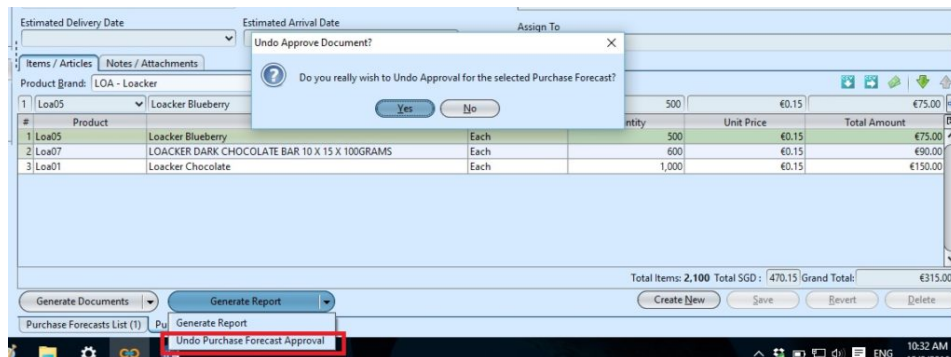 Estimated Delivery Date Estimated Arrival Date Assign To
Undo Approve Document?
Items / Articles Notes / Attachments
Do you really wish to Undo Approval for the selected Purchase Forecast?
Product Brand: LOA - Loacker
Yes No
1 Loa05 Loacker Blueberry 500 €0.15 €75.00
# Product ntity Unit Price Total Amount
1 Loa05 Loacker Blueberry Each 500 €0.15 €75.00
2 Loa07 LOACKER DARK CHOCOLATE BAR 10 X 15 X 100GRAMS Each 600 €0.15 €90.00
3 Loa01 Loacker Chocolate Each 1,000 €0.15 €150.00
Total Items: 2,100 Total SGD : 470.15 Grand Total: €315.00
Generate Documents Generate Report Create New Save Revert Delete
Purchase Forecasts List (1) Pu Generate Report
Undo Purchase Forecast Approval
ENG 10:32 AM